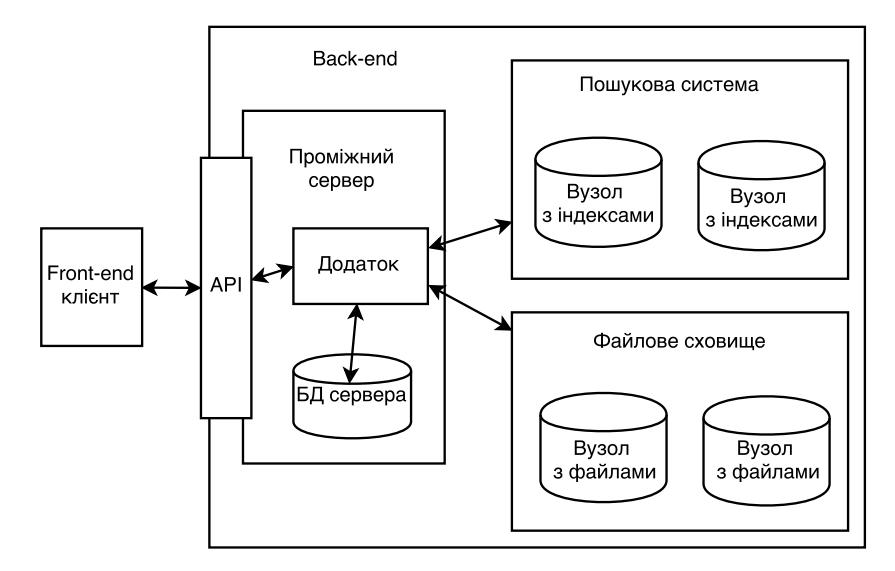 Back-end
Пошукова система
Проміжний
сервер
Вузол
з індексами
Вузол
з індексами
Front-end
клієнт
API
Додаток
Файлове сховище
БД сервера
Вузол
з файлами
Вузол
з файлами